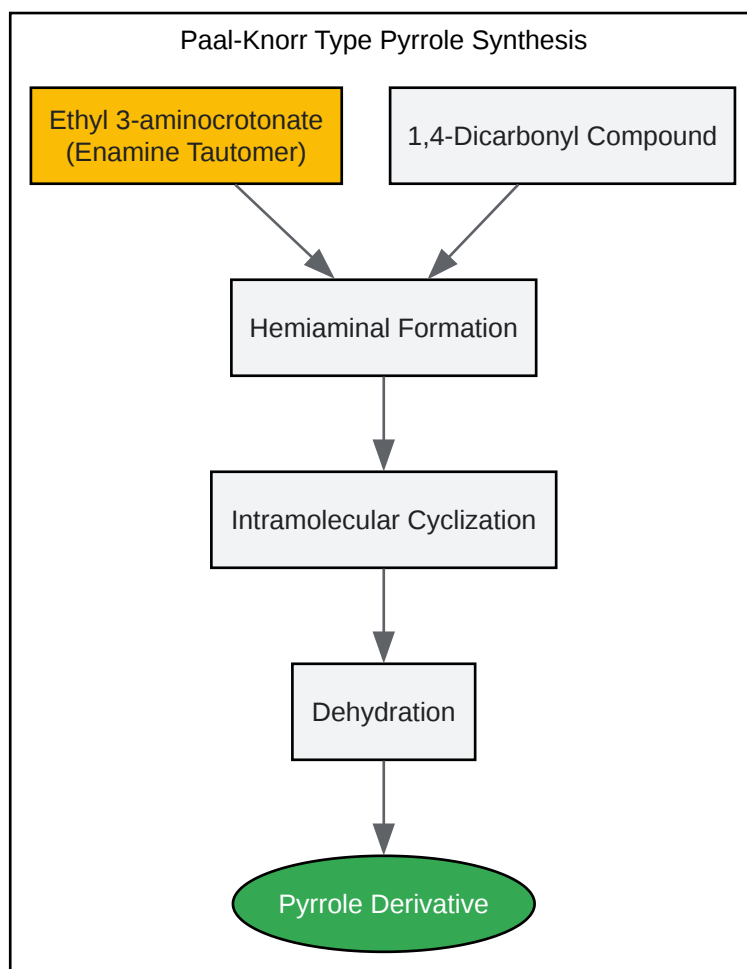 Paal-Knorr Type Pyrrole Synthesis
Ethyl 3-aminocrotonate
(Enamine Tautomer)
1,4-Dicarbonyl Compound
Hemiaminal Formation
Intramolecular Cyclization
Dehydration
Pyrrole Derivative